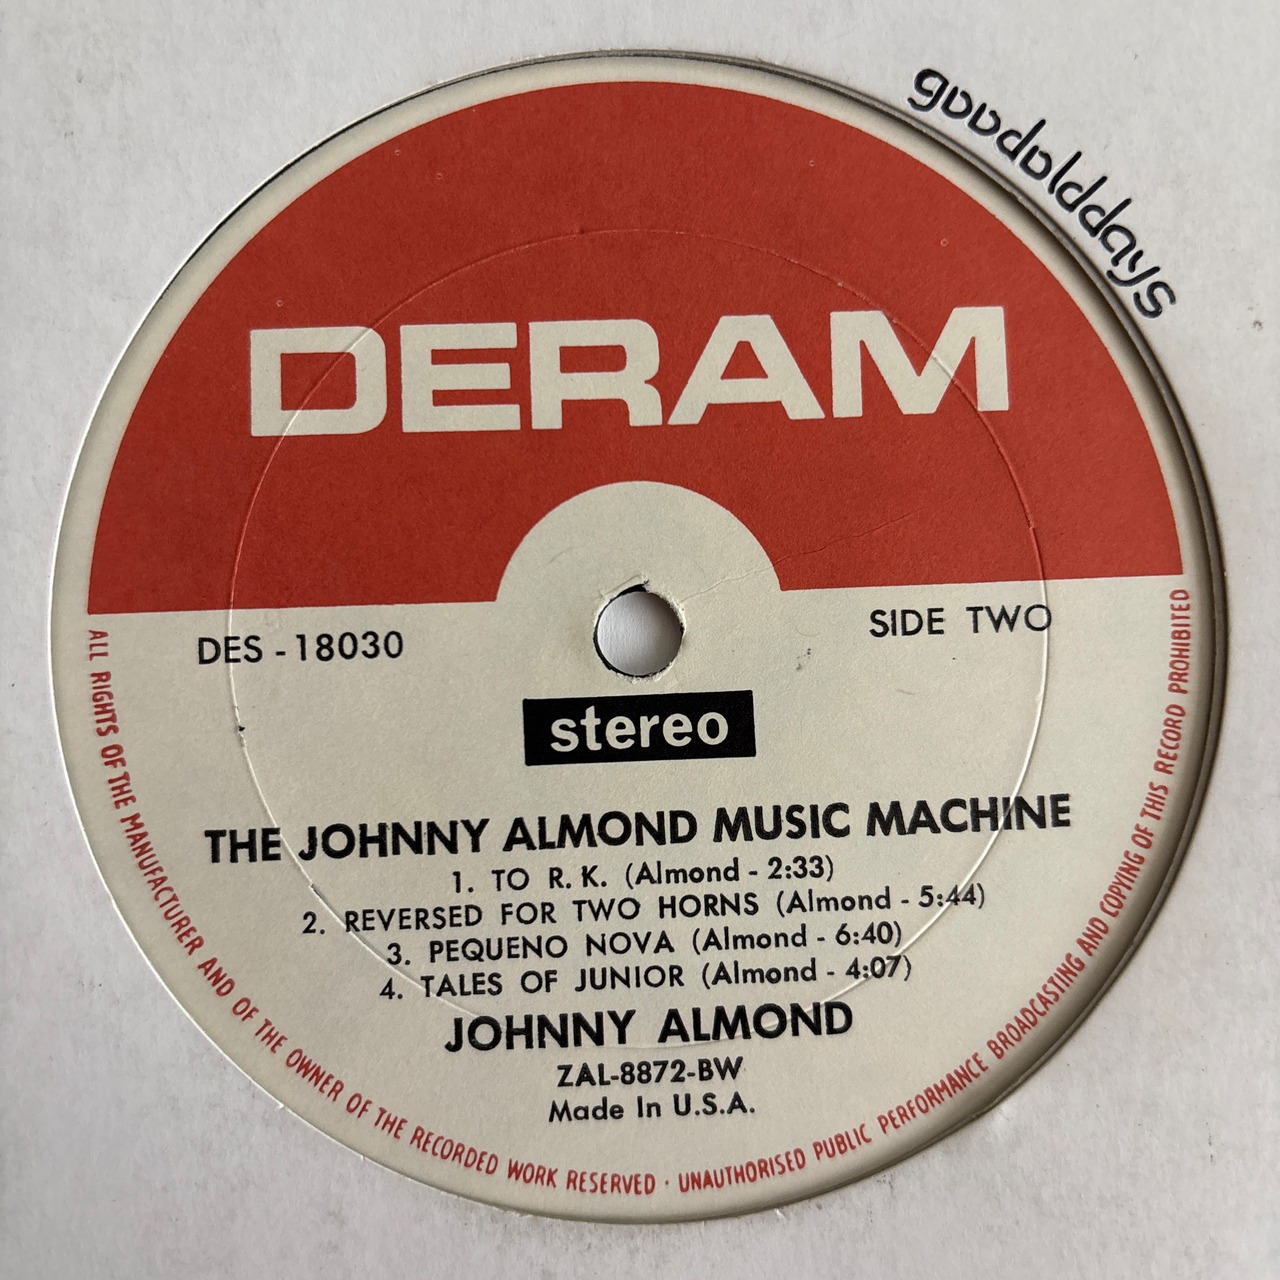 goodolddays
DERAM
DES - 18030
SIDE TWO
stereo
THE JOHNNY ALMOND MUSIC MACHINE
1. TO R. K. (Almond - 2:33)
2. REVERSED FOR TWO HORNS (Almond - 5:44)
3. PEQUENO NOVA (Almond - 6:40)
4. TALES OF JUNIOR (Almond - 4:07)
JOHNNY ALMOND
ZAL-8872-BW
Made In U.S.A.
ALL RIGHTS OF THE MANUFACTURER AND OF THE OWNER OF THE RECORDED WORK RESERVED · UNAUTHORISED PUBLIC PERFORMANCE BROADCASTING AND COPYING OF THIS RECORD PROHIBITED